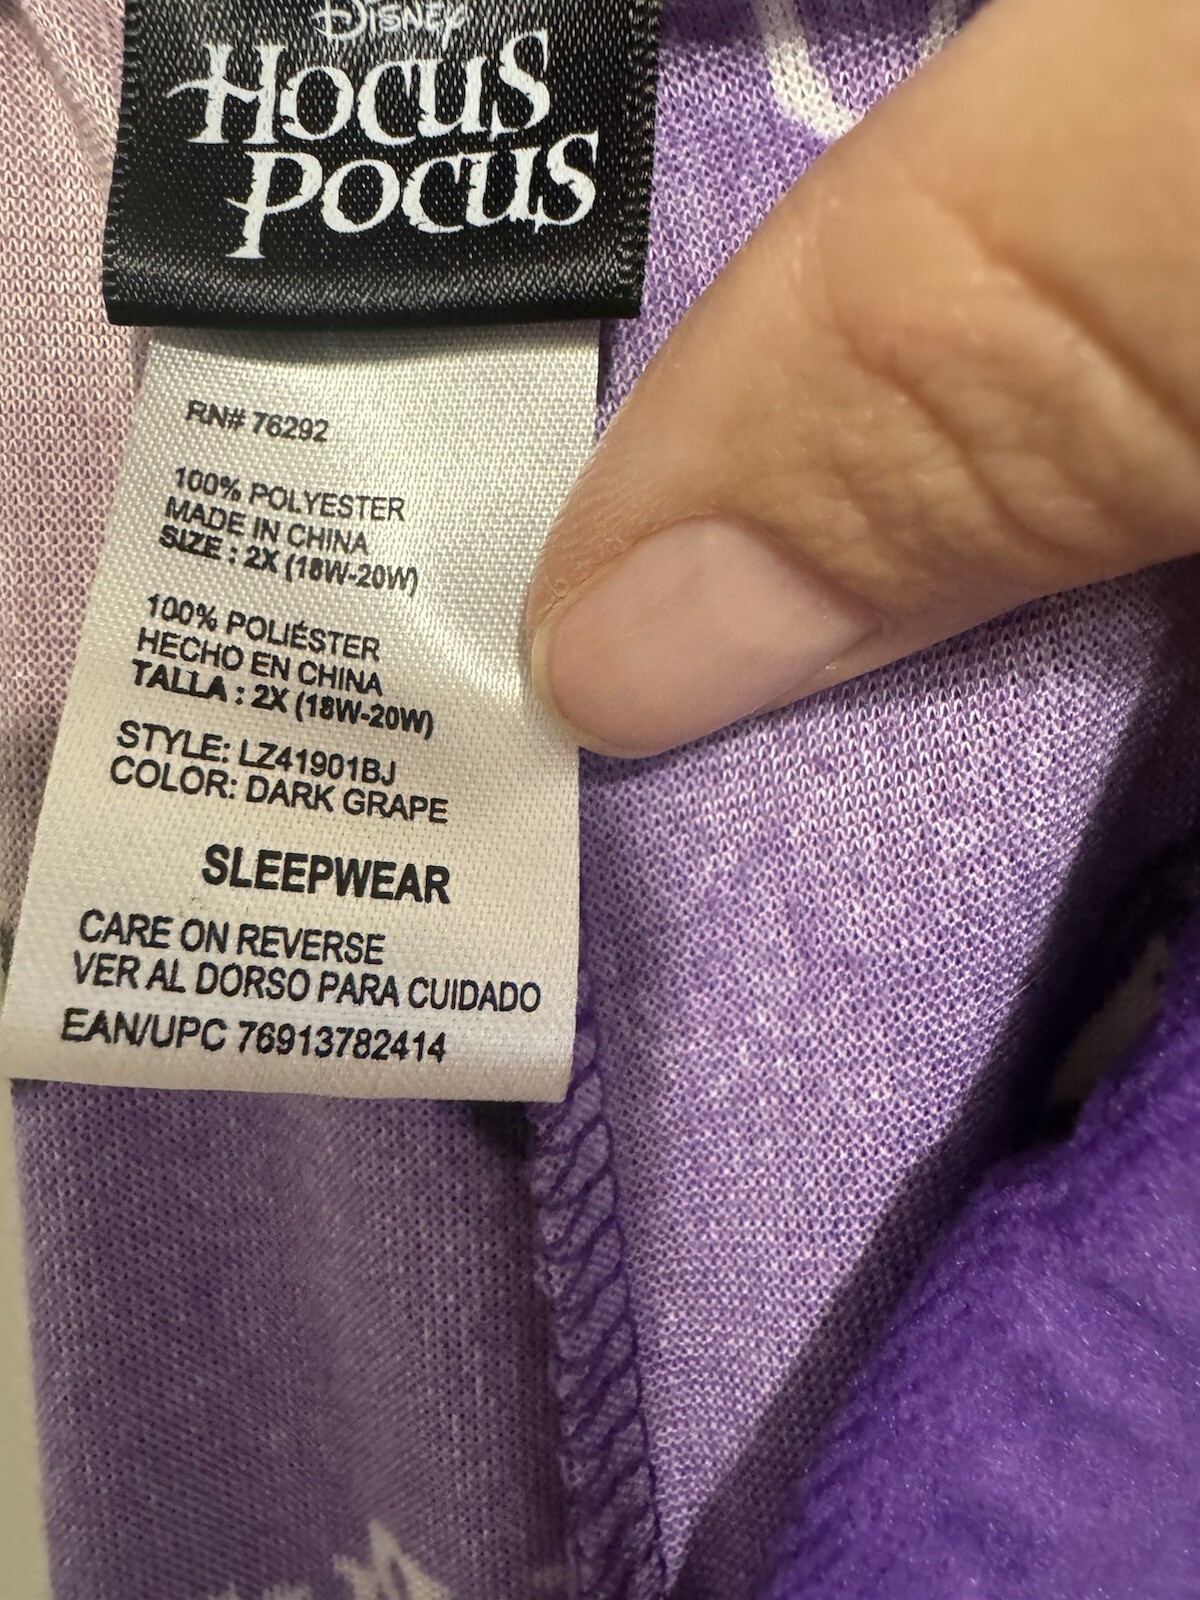 Disney
HOCUS
POCUS
RN# 76292
100% POLYESTER
MADE IN CHINA
SIZE : 2X (18W-20W)
100% POLIÉSTER
HECHO EN CHINA
TALLA : 2X (18W-20W)
STYLE: LZ41901BJ
COLOR: DARK GRAPE
SLEEPWEAR
CARE ON REVERSE
VER AL DORSO PARA CUIDADO
EAN/UPC 76913782414